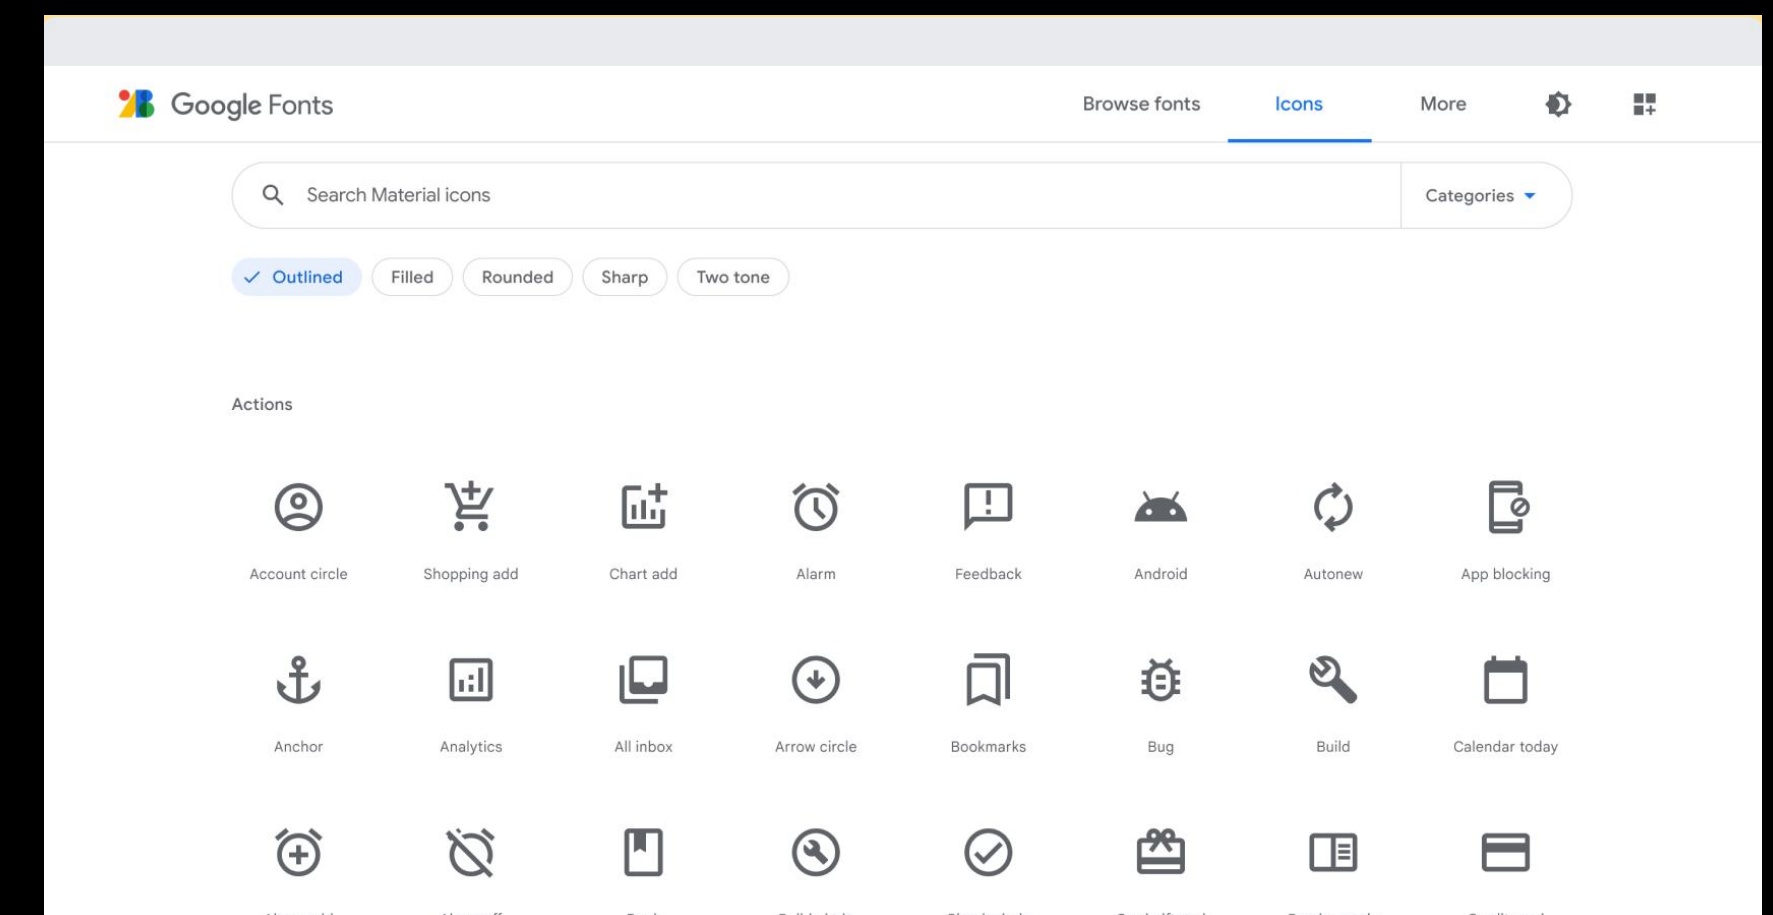 Google Fonts
Browse fonts
Icons
More
Search Material icons
Categories
Outlined
Filled
Rounded
Sharp
Two tone
Actions
Account circle
Shopping add
Chart add
Alarm
Feedback
Android
Autonew
App blocking
Anchor
Analytics
All inbox
Arrow circle
Bookmarks
Bug
Build
Calendar today